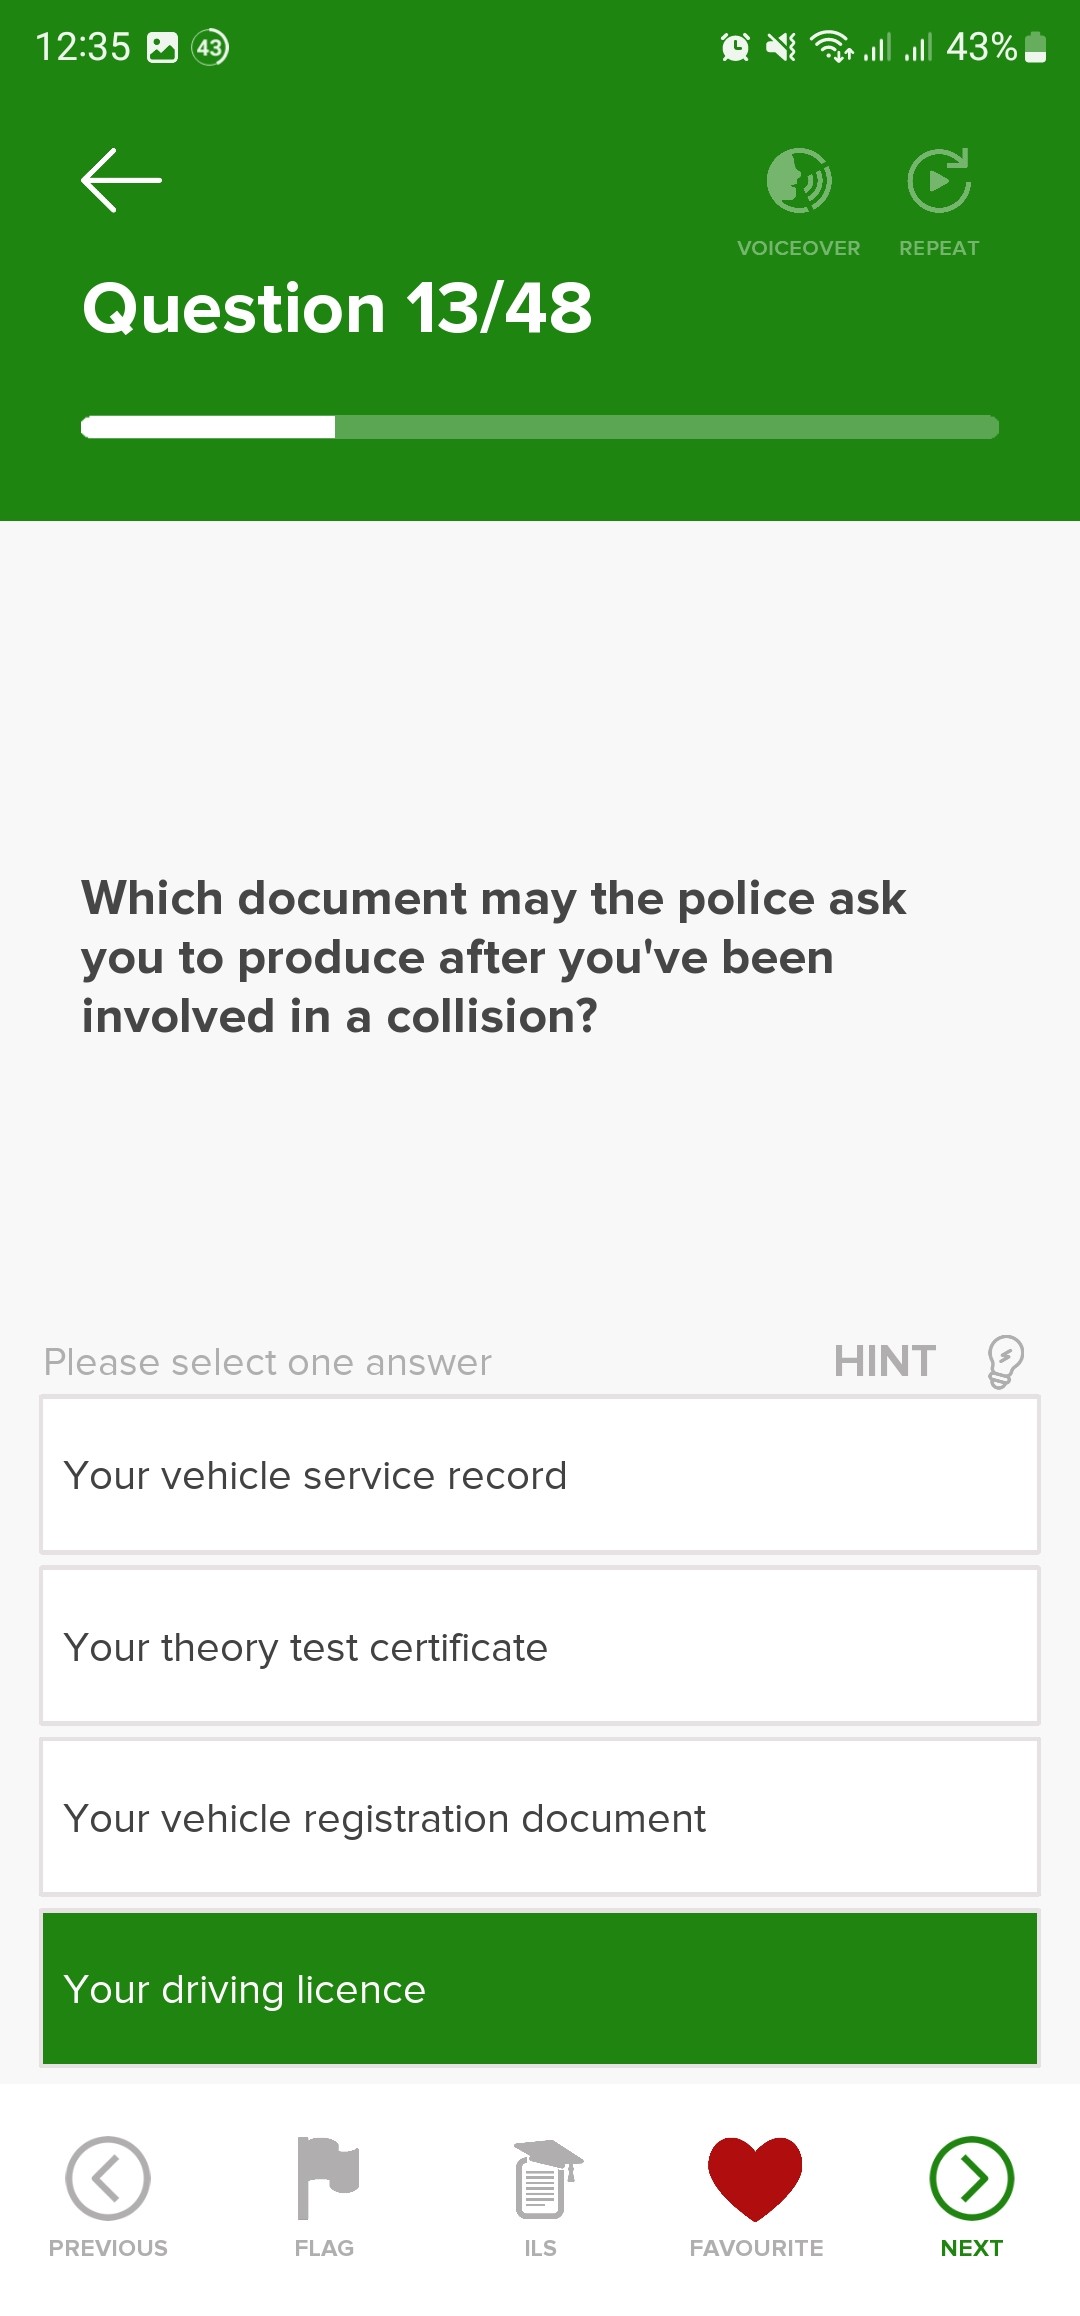 12:35 43 43%
VOICEOVER REPEAT
Question 13/48
Which document may the police ask
you to produce after you've been
involved in a collision?
Please select one answer HINT
Your vehicle service record
Your theory test certificate
Your vehicle registration document
Your driving licence
PREVIOUS FLAG ILS FAVOURITE NEXT